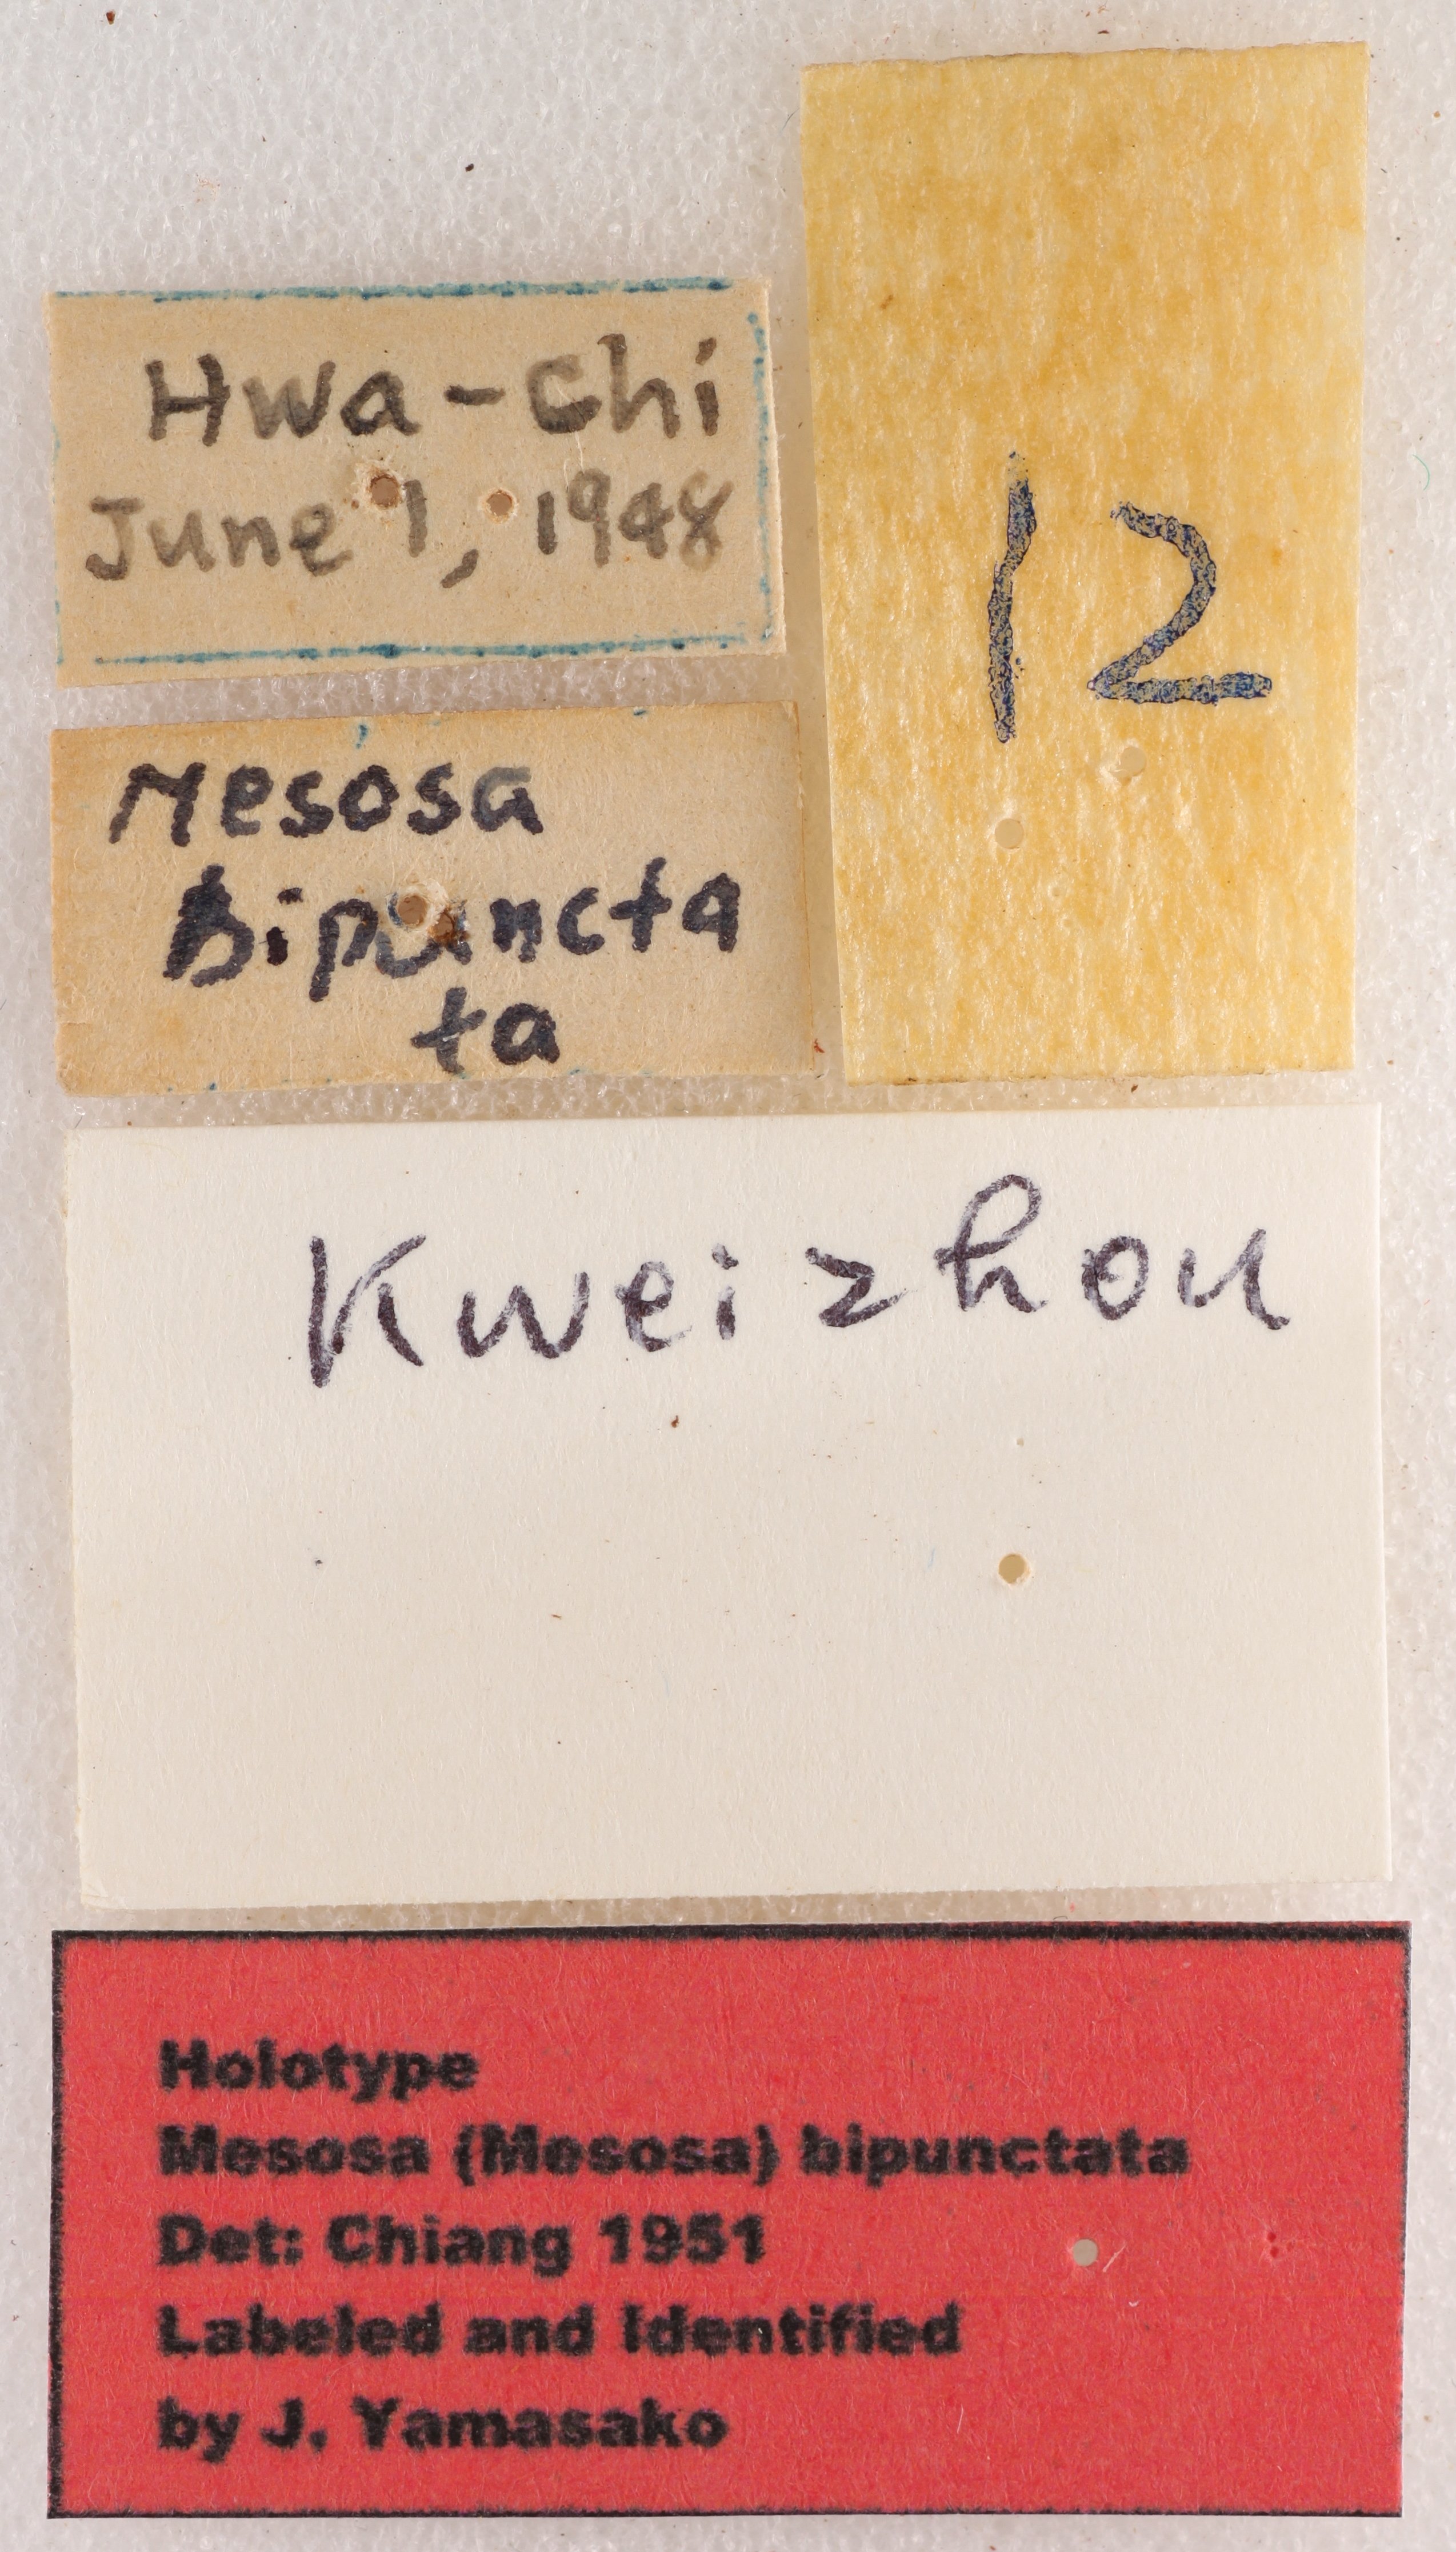 Hwa-chi
June 1, 1948
12
Mesosa
bipuncta
ta
Kweizhou
Holotype
Mesosa (Mesosa) bipunctata
Det: Chiang 1951
Labeled and Identified
by J. Yamasako